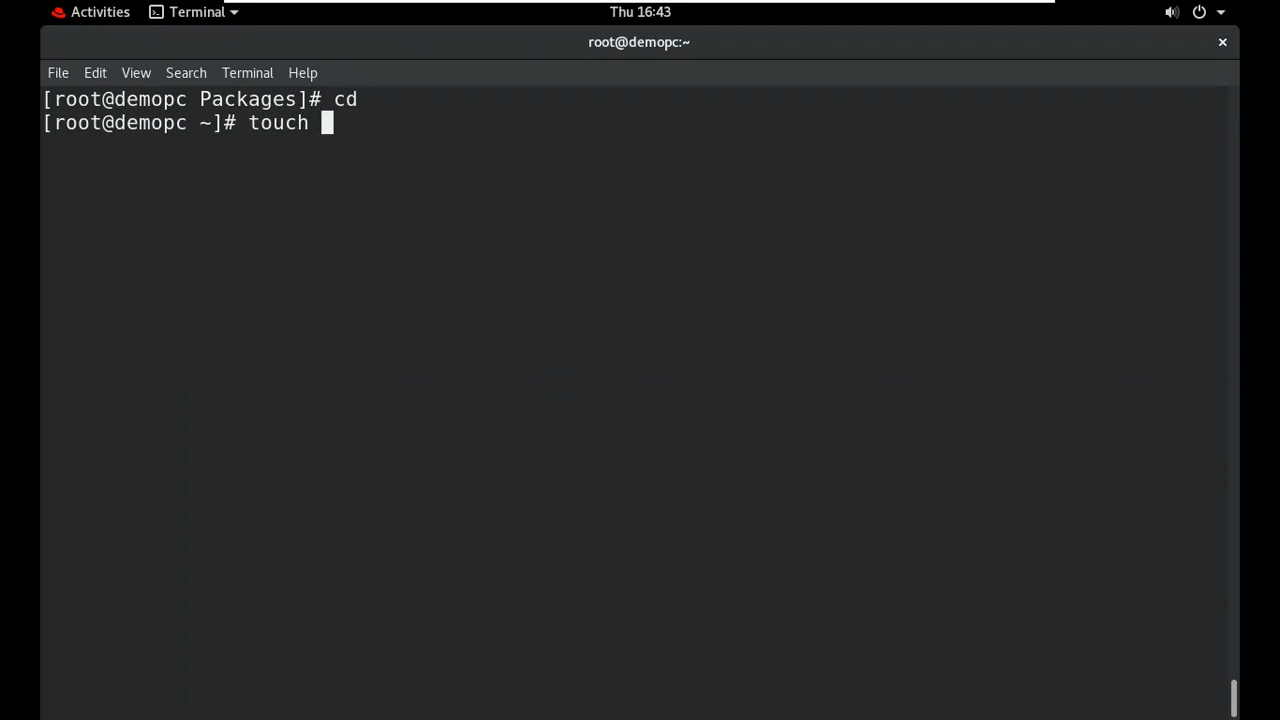 Activities Terminal Thu 16:43
root@demopc:~
File Edit View Search Terminal Help
[root@demopc Packages]# cd
[root@demopc ~]# touch